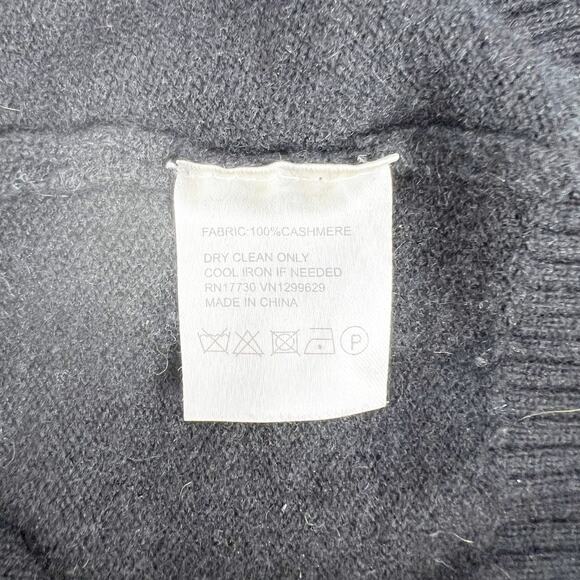 FABRIC:100%CASHMERE
DRY CLEAN ONLY
COOL IRON IF NEEDED
RN17730 VN1299629
MADE IN CHINA
P